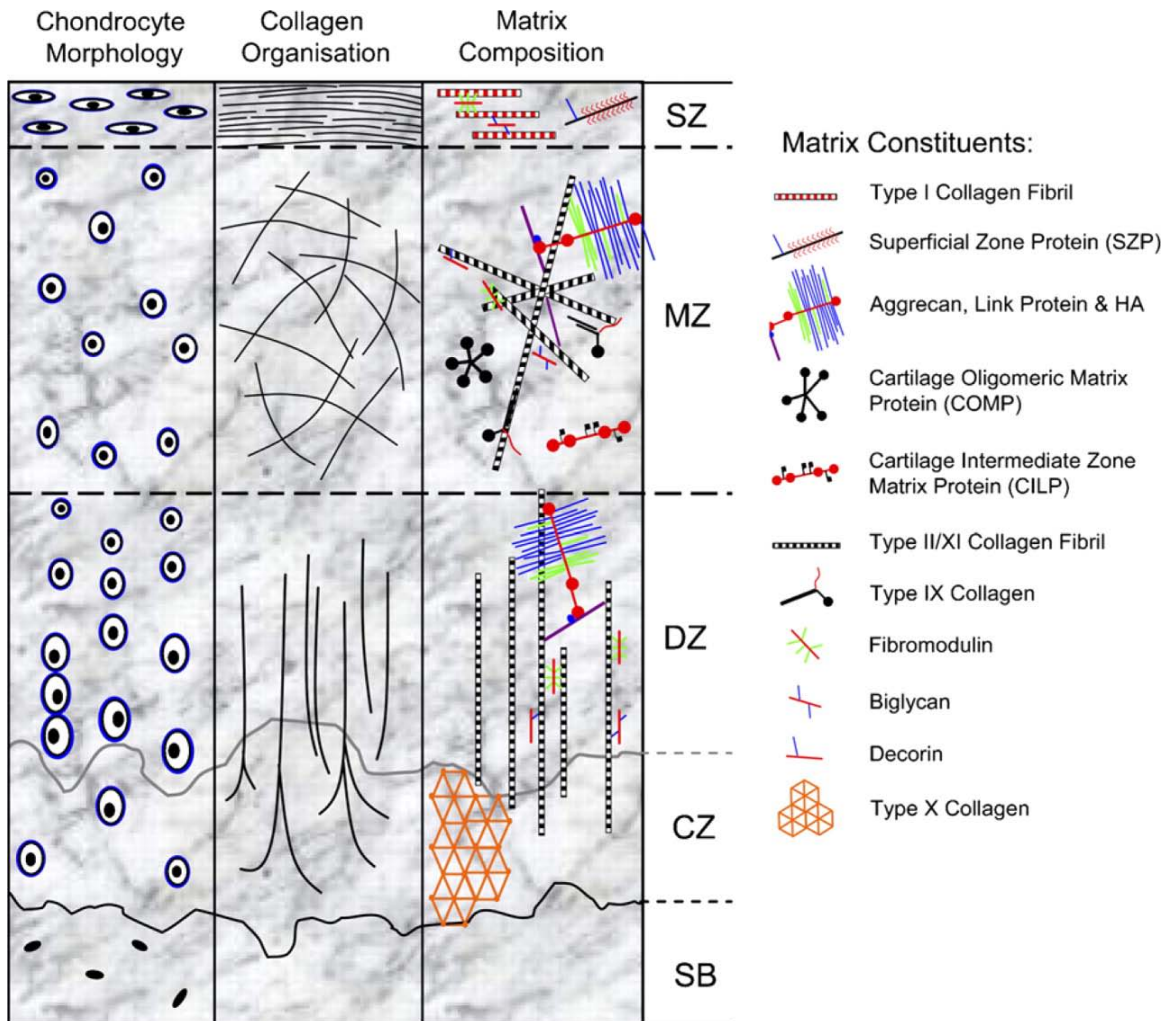 Chondrocyte
Morphology
Collagen
Organisation
Matrix
Composition
SZ
MZ
DZ
CZ
SB
Matrix Constituents:
Type I Collagen Fibril
Superficial Zone Protein (SZP)
Aggrecan, Link Protein & HA
Cartilage Oligomeric Matrix
Protein (COMP)
Cartilage Intermediate Zone
Matrix Protein (CILP)
Type II/XI Collagen Fibril
Type IX Collagen
Fibromodulin
Biglycan
Decorin
Type X Collagen